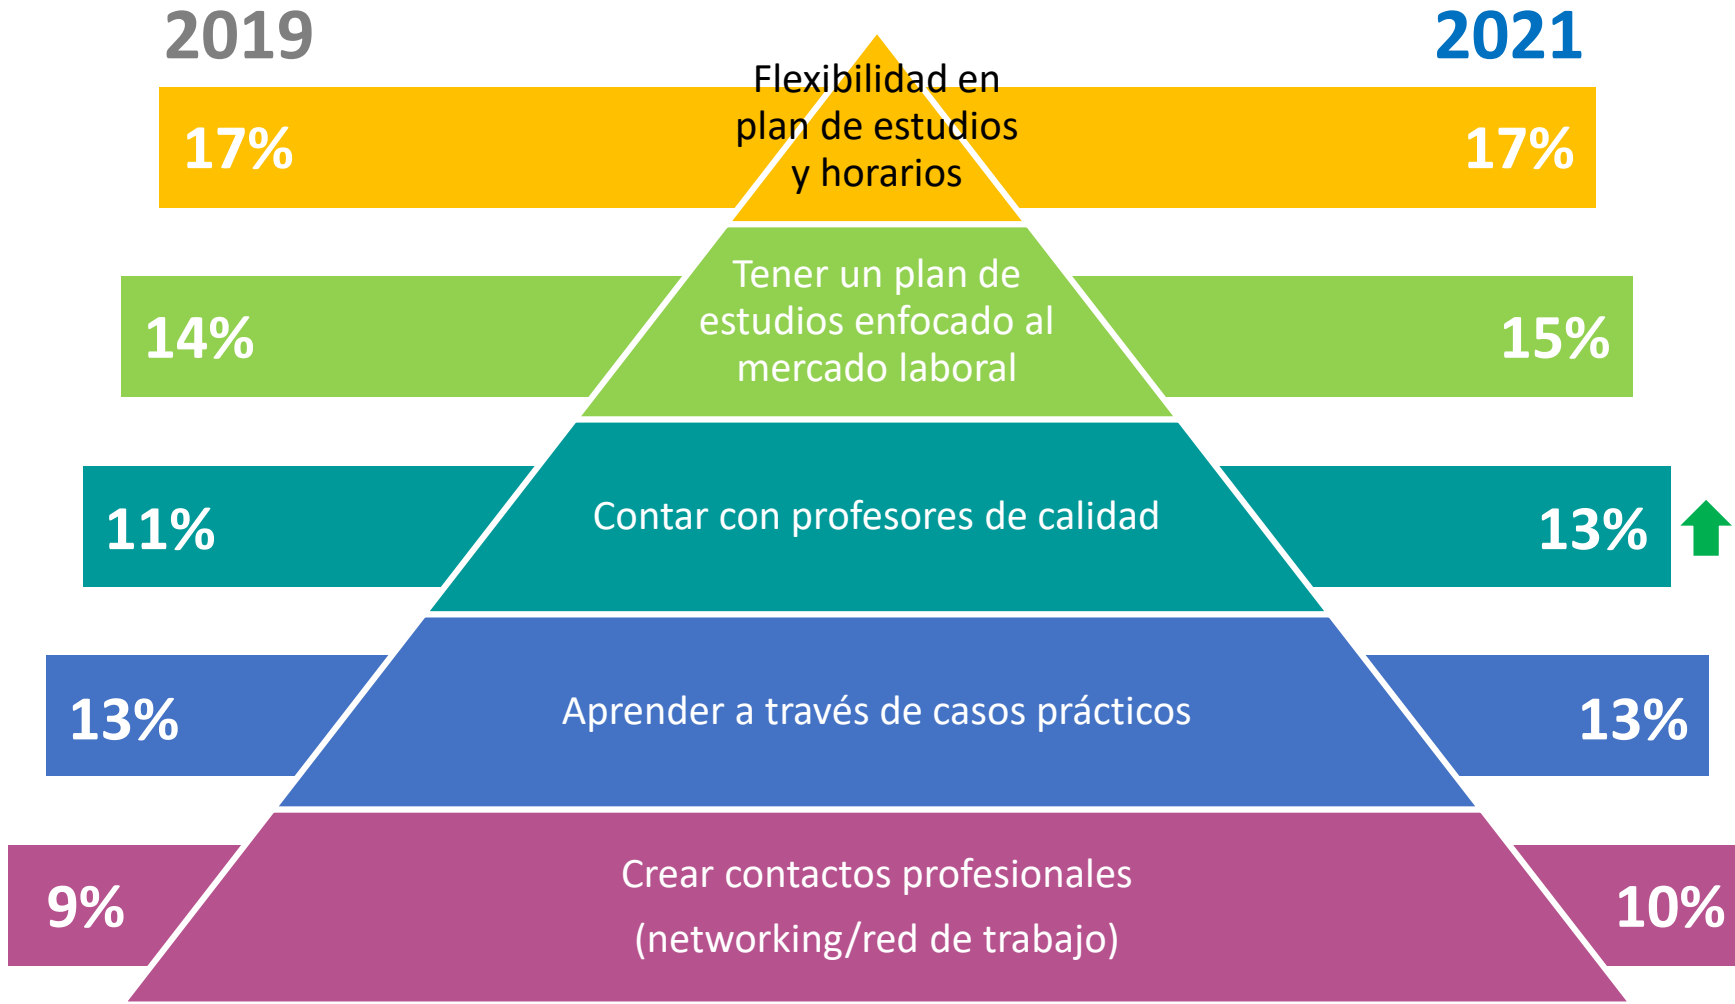 2019
2021
Flexibilidad en
plan de estudios
y horarios
17%
17%
Tener un plan de
estudios enfocado al
mercado laboral
14%
15%
Contar con profesores de calidad
11%
13%
Aprender a través de casos prácticos
13%
13%
Crear contactos profesionales
(networking/red de trabajo)
9%
10%